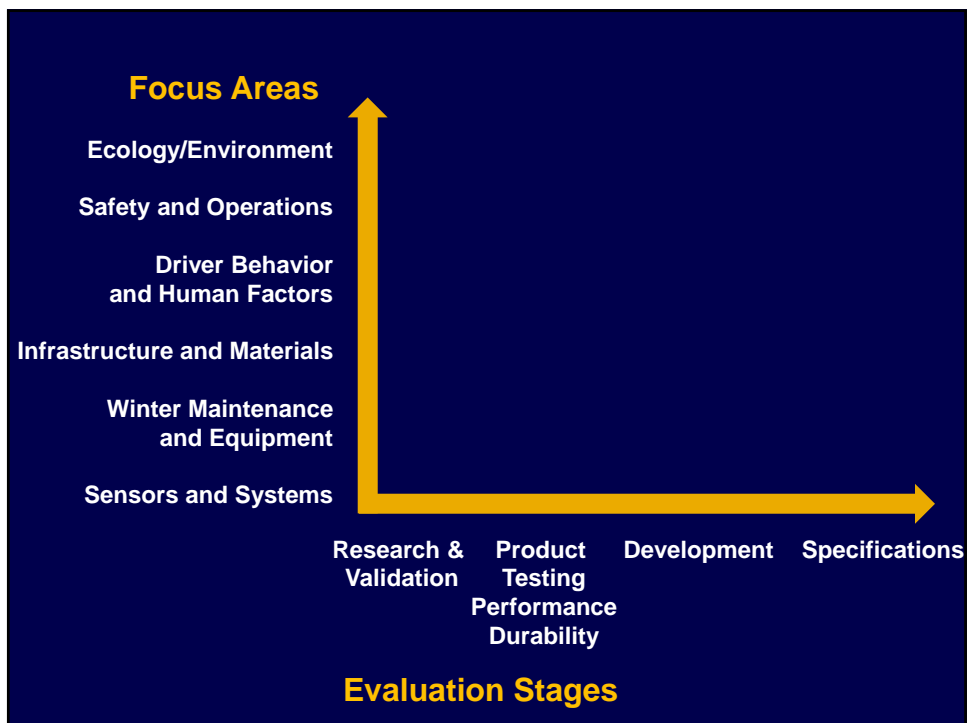 Focus Areas
Ecology/Environment
Safety and Operations
Driver Behavior
and Human Factors
Infrastructure and Materials
Winter Maintenance
and Equipment
Sensors and Systems
Research &
Validation
Product
Testing
Performance
Durability
Development
Specifications
Evaluation Stages